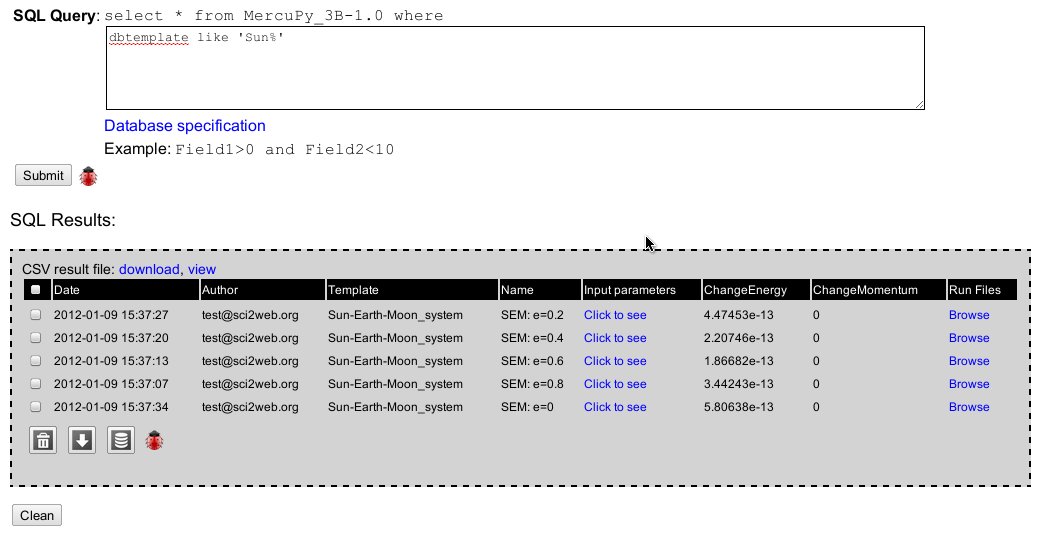 SQL Query: select * from MercuPy_3B-1.0 where
dbtemplate like 'Sun%'
Database specification
Example: Field1>0 and Field2<10
Submit
SQL Results:
CSV result file: download, view
Date Author Template Name Input parameters ChangeEnergy ChangeMomentum Run Files
2012-01-09 15:37:27 test@sci2web.org Sun-Earth-Moon_system SEM: e=0.2 Click to see 4.47453e-13 0 Browse
2012-01-09 15:37:20 test@sci2web.org Sun-Earth-Moon_system SEM: e=0.4 Click to see 2.20746e-13 0 Browse
2012-01-09 15:37:13 test@sci2web.org Sun-Earth-Moon_system SEM: e=0.6 Click to see 1.86682e-13 0 Browse
2012-01-09 15:37:07 test@sci2web.org Sun-Earth-Moon_system SEM: e=0.8 Click to see 3.44243e-13 0 Browse
2012-01-09 15:37:34 test@sci2web.org Sun-Earth-Moon_system SEM: e=0 Click to see 5.80638e-13 0 Browse
Clean